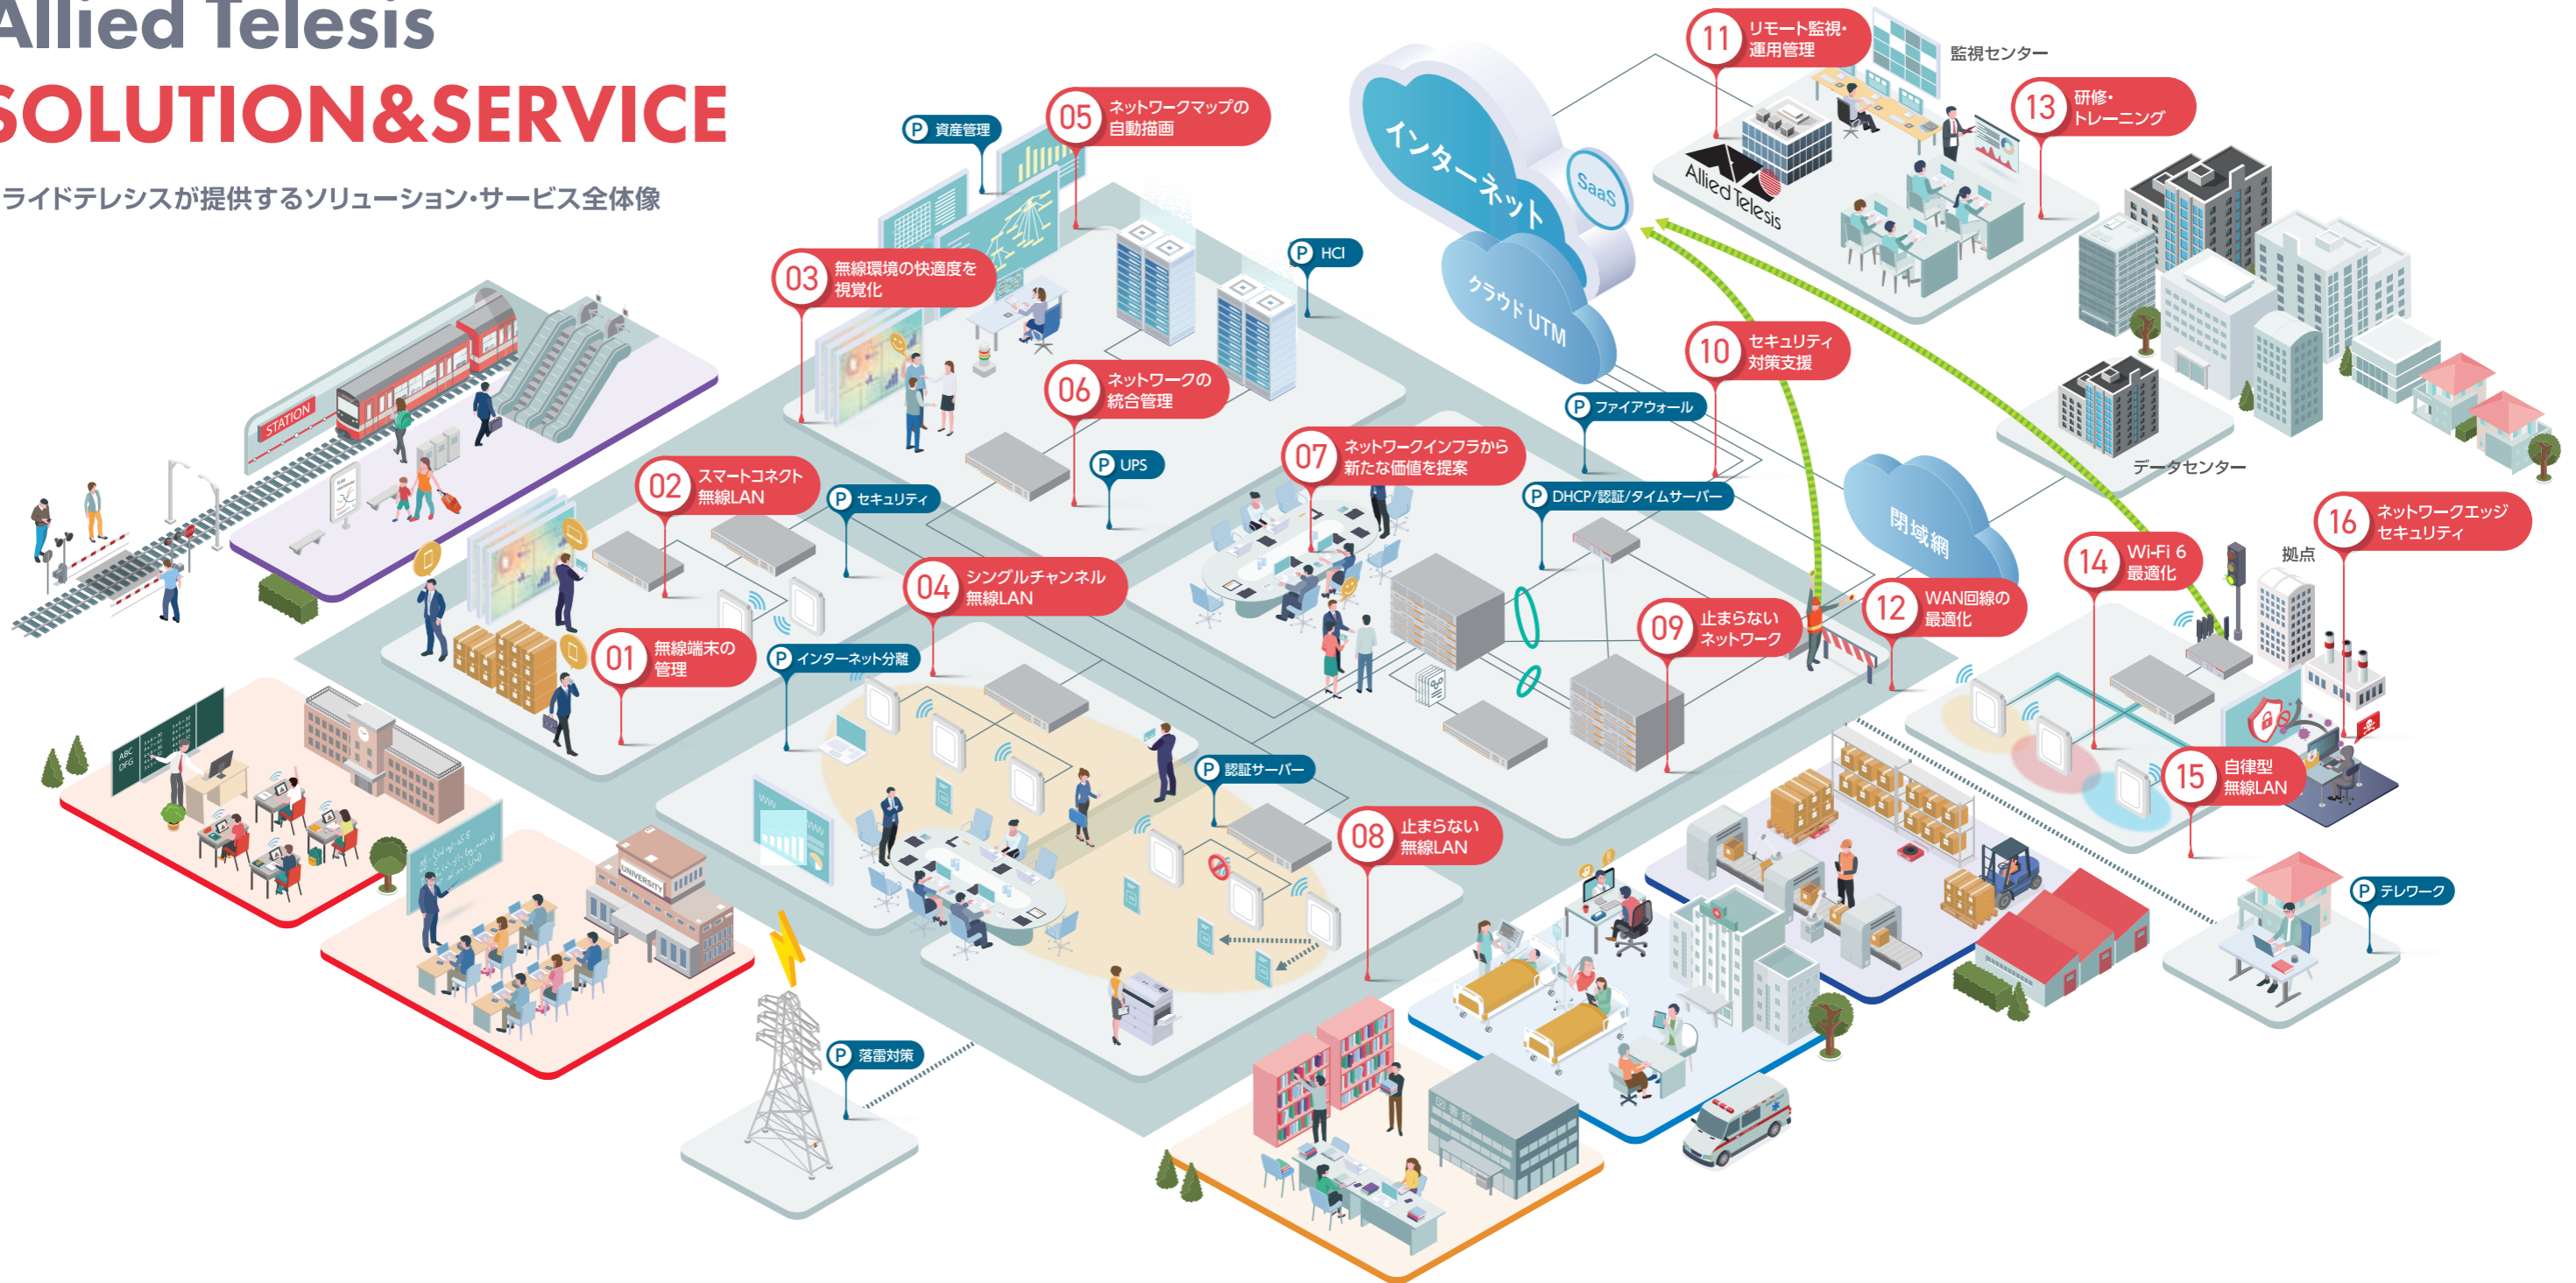 Allied Telesis
SOLUTION&SERVICE
ライドテレシスが提供するソリューション・サービス全体像
11 リモート監視・
運用管理
監視センター
13 研修・
トレーニング
Allied Telesis
インターネット
SaaS
クラウド UTM
05 ネットワークマップの
自動描画
P 資産管理
03 無線環境の快適度を
視覚化
P HCI
06 ネットワークの
統合管理
P UPS
10 セキュリティ
対策支援
P ファイアウォール
07 ネットワークインフラから
新たな価値を提案
P DHCP/認証/タイムサーバー
データセンター
閉域網
STATION
02 スマートコネクト
無線LAN
P セキュリティ
04 シングルチャンネル
無線LAN
01 無線端末の
管理
P インターネット分離
09 止まらない
ネットワーク
12 WAN回線の
最適化
14 Wi-Fi 6
最適化
拠点
16 ネットワークエッジ
セキュリティ
15 自律型
無線LAN
P 認証サーバー
08 止まらない
無線LAN
P テレワーク
ABC
DFG
UNIVERSITY
P 落雷対策
図書館